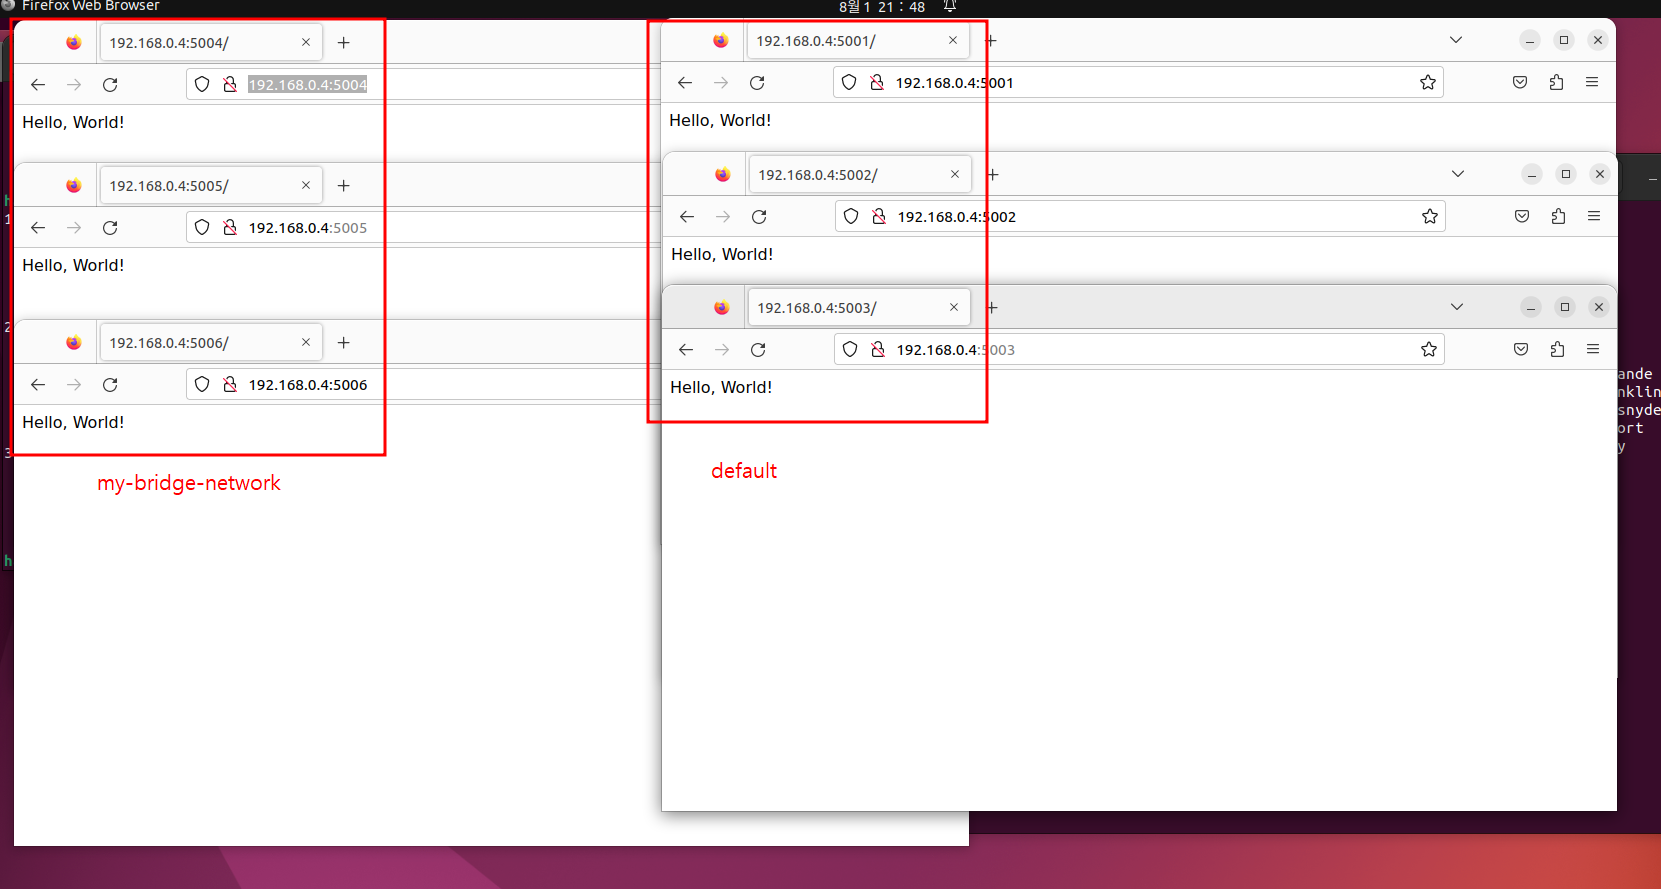 Firefox Web Browser
8월 1 21 : 48
192.168.0.4:5004/
192.168.0.4:5004
Hello, World!
192.168.0.4:5005/
192.168.0.4:5005
Hello, World!
192.168.0.4:5006/
192.168.0.4:5006
Hello, World!
my-bridge-network
192.168.0.4:5001/
192.168.0.4:5001
Hello, World!
192.168.0.4:5002/
192.168.0.4:5002
Hello, World!
192.168.0.4:5003/
192.168.0.4:5003
Hello, World!
default
h
1
2
3
h
ande
nklin
snyde
ort
y